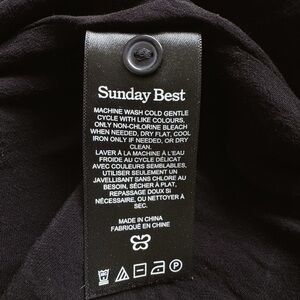 Sunday Best
MACHINE WASH COLD GENTLE
CYCLE WITH LIKE COLOURS,
ONLY NON-CHLORINE BLEACH
WHEN NEEDED, DRY FLAT, COOL
IRON ONLY IF NEEDED, OR DRY
CLEAN.
LAVER À LA MACHINE À L'EAU
FROIDE AU CYCLE DÉLICAT
AVEC COULEURS SEMBLABLES,
UTILISER SEULEMENT UN
JAVELLISANT SANS CHLORE AU
BESOIN, SÉCHER À PLAT,
REPASSAGE DOUX SI
NÉCESSAIRE, OU NETTOYER À
SEC.
MADE IN CHINA
FABRIQUÉ EN CHINE
P